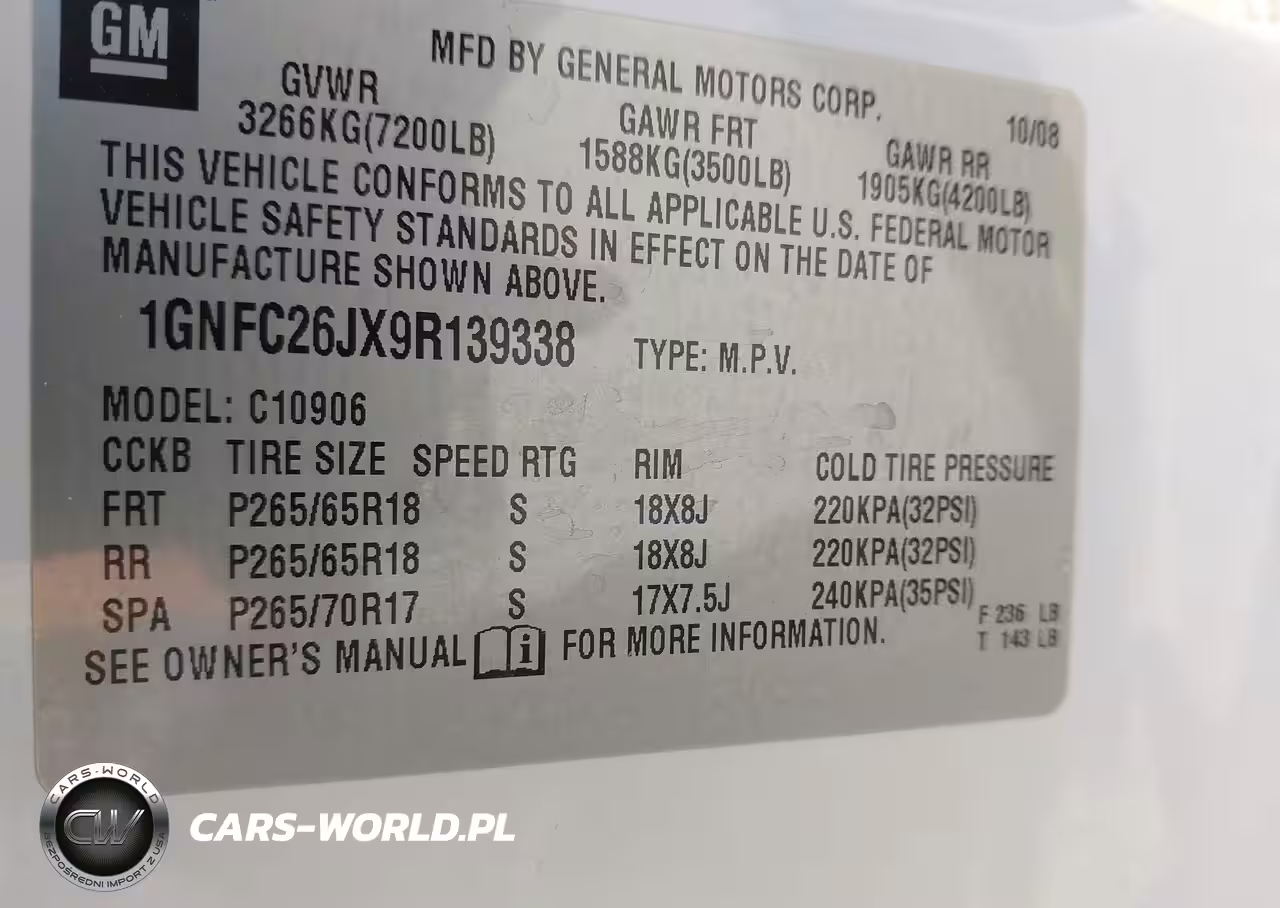 GM
MFD BY GENERAL MOTORS CORP.
10/08
GVWR GAWR FRT GAWR RR
3266KG(7200LB) 1588KG(3500LB) 1905KG(4200LB)
THIS VEHICLE CONFORMS TO ALL APPLICABLE U.S. FEDERAL MOTOR
VEHICLE SAFETY STANDARDS IN EFFECT ON THE DATE OF
MANUFACTURE SHOWN ABOVE.
1GNFC26JX9R139338 TYPE: M.P.V.
MODEL: C10906
CCKB TIRE SIZE SPEED RTG RIM COLD TIRE PRESSURE
FRT P265/65R18 S 18X8J 220KPA(32PSI)
RR P265/65R18 S 18X8J 220KPA(32PSI)
SPA P265/70R17 S 17X7.5J 240KPA(35PSI)
F 236 LB
T 143 LB
SEE OWNER'S MANUAL i FOR MORE INFORMATION.
CARS-WORLD
CW
BEZPOŚREDNI IMPORT Z USA
CARS-WORLD.PL